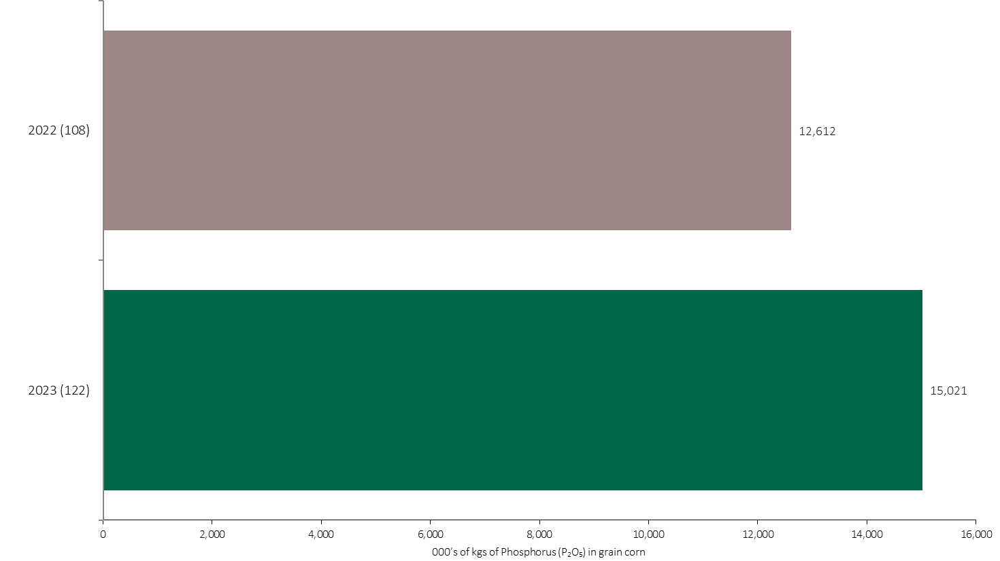 2022 (108)
12,612
2023 (122)
15,021
0 2,000 4,000 6,000 8,000 10,000 12,000 14,000 16,000
000’s of kgs of Phosphorus (P₂O₅) in grain corn